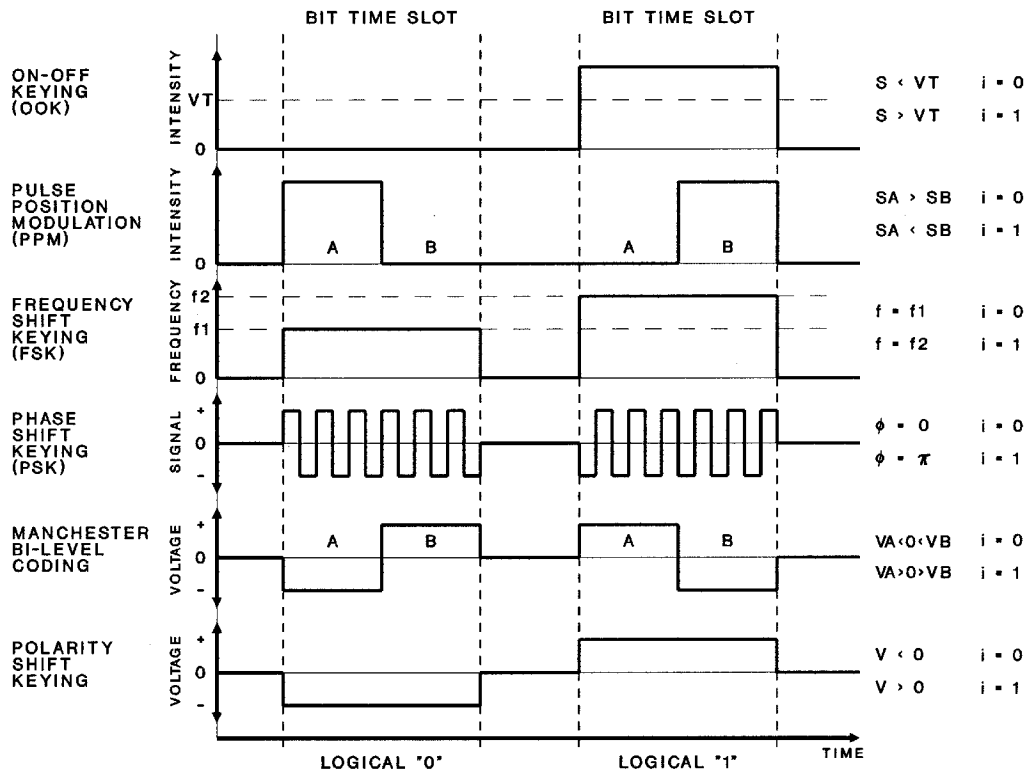 BIT TIME SLOT
BIT TIME SLOT
ON-OFF
KEYING
(OOK)
INTENSITY
VT
0
S < VT i = 0
S > VT i = 1
PULSE
POSITION
MODULATION
(PPM)
INTENSITY
0
A
B
A
B
SA > SB i = 0
SA < SB i = 1
FREQUENCY
SHIFT
KEYING
(FSK)
FREQUENCY
f2
f1
0
f = f1 i = 0
f = f2 i = 1
PHASE
SHIFT
KEYING
(PSK)
SIGNAL
+
0
-
ϕ = 0 i = 0
ϕ = π i = 1
MANCHESTER
BI-LEVEL
CODING
VOLTAGE
+
0
-
A
B
A
B
VA<0<VB i = 0
VA>0>VB i = 1
POLARITY
SHIFT
KEYING
VOLTAGE
+
0
-
V < 0 i = 0
V > 0 i = 1
TIME
LOGICAL "0"
LOGICAL "1"